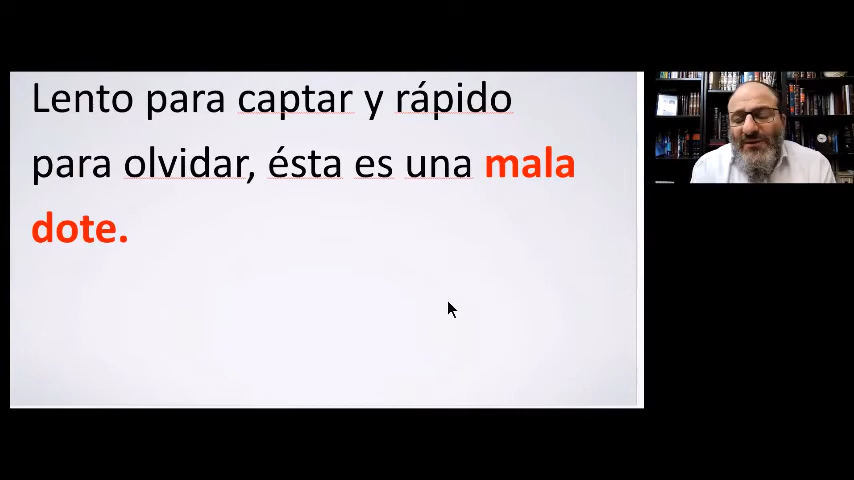 Lento para captar y rápido
para olvidar, ésta es una mala
dote.